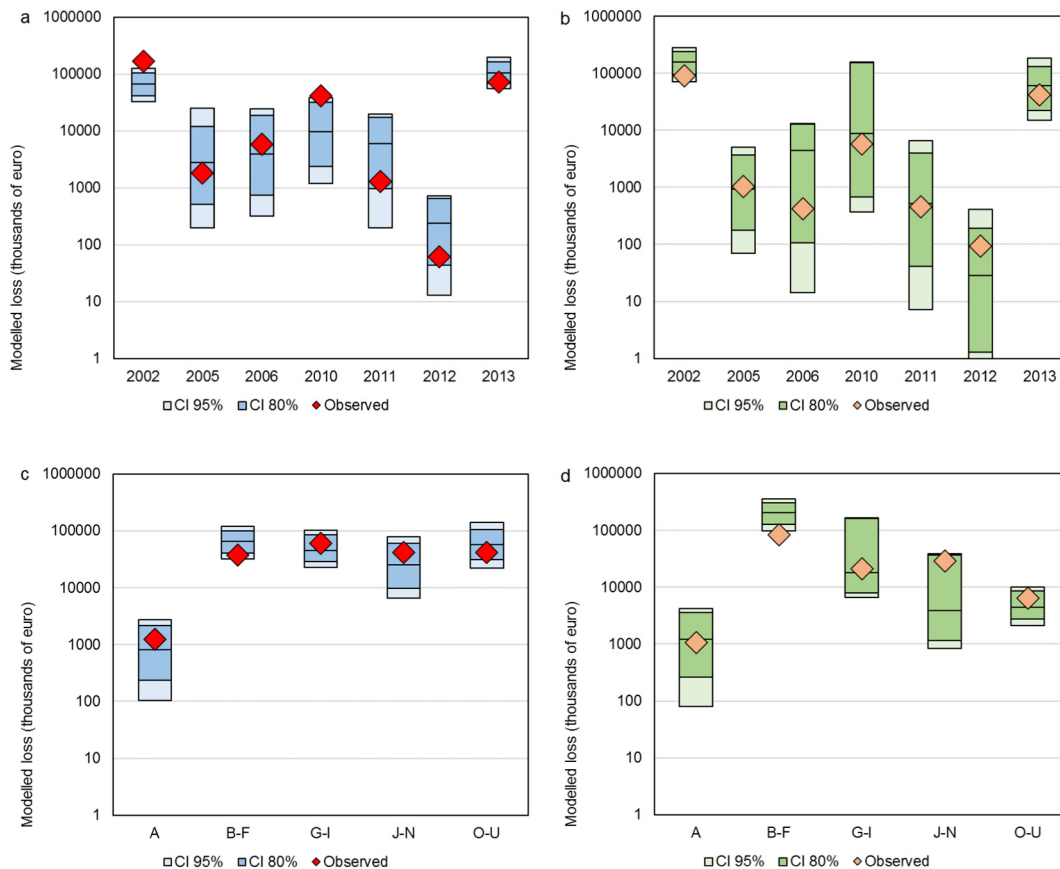 a
Modelled loss (thousands of euro)
1000000
100000
10000
1000
100
10
1
2002 2005 2006 2010 2011 2012 2013
CI 95% CI 80% Observed
b
Modelled loss (thousands of euro)
1000000
100000
10000
1000
100
10
1
2002 2005 2006 2010 2011 2012 2013
CI 95% CI 80% Observed
c
Modelled loss (thousands of euro)
1000000
100000
10000
1000
100
10
1
A B-F G-I J-N O-U
CI 95% CI 80% Observed
d
Modelled loss (thousands of euro)
1000000
100000
10000
1000
100
10
1
A B-F G-I J-N O-U
CI 95% CI 80% Observed